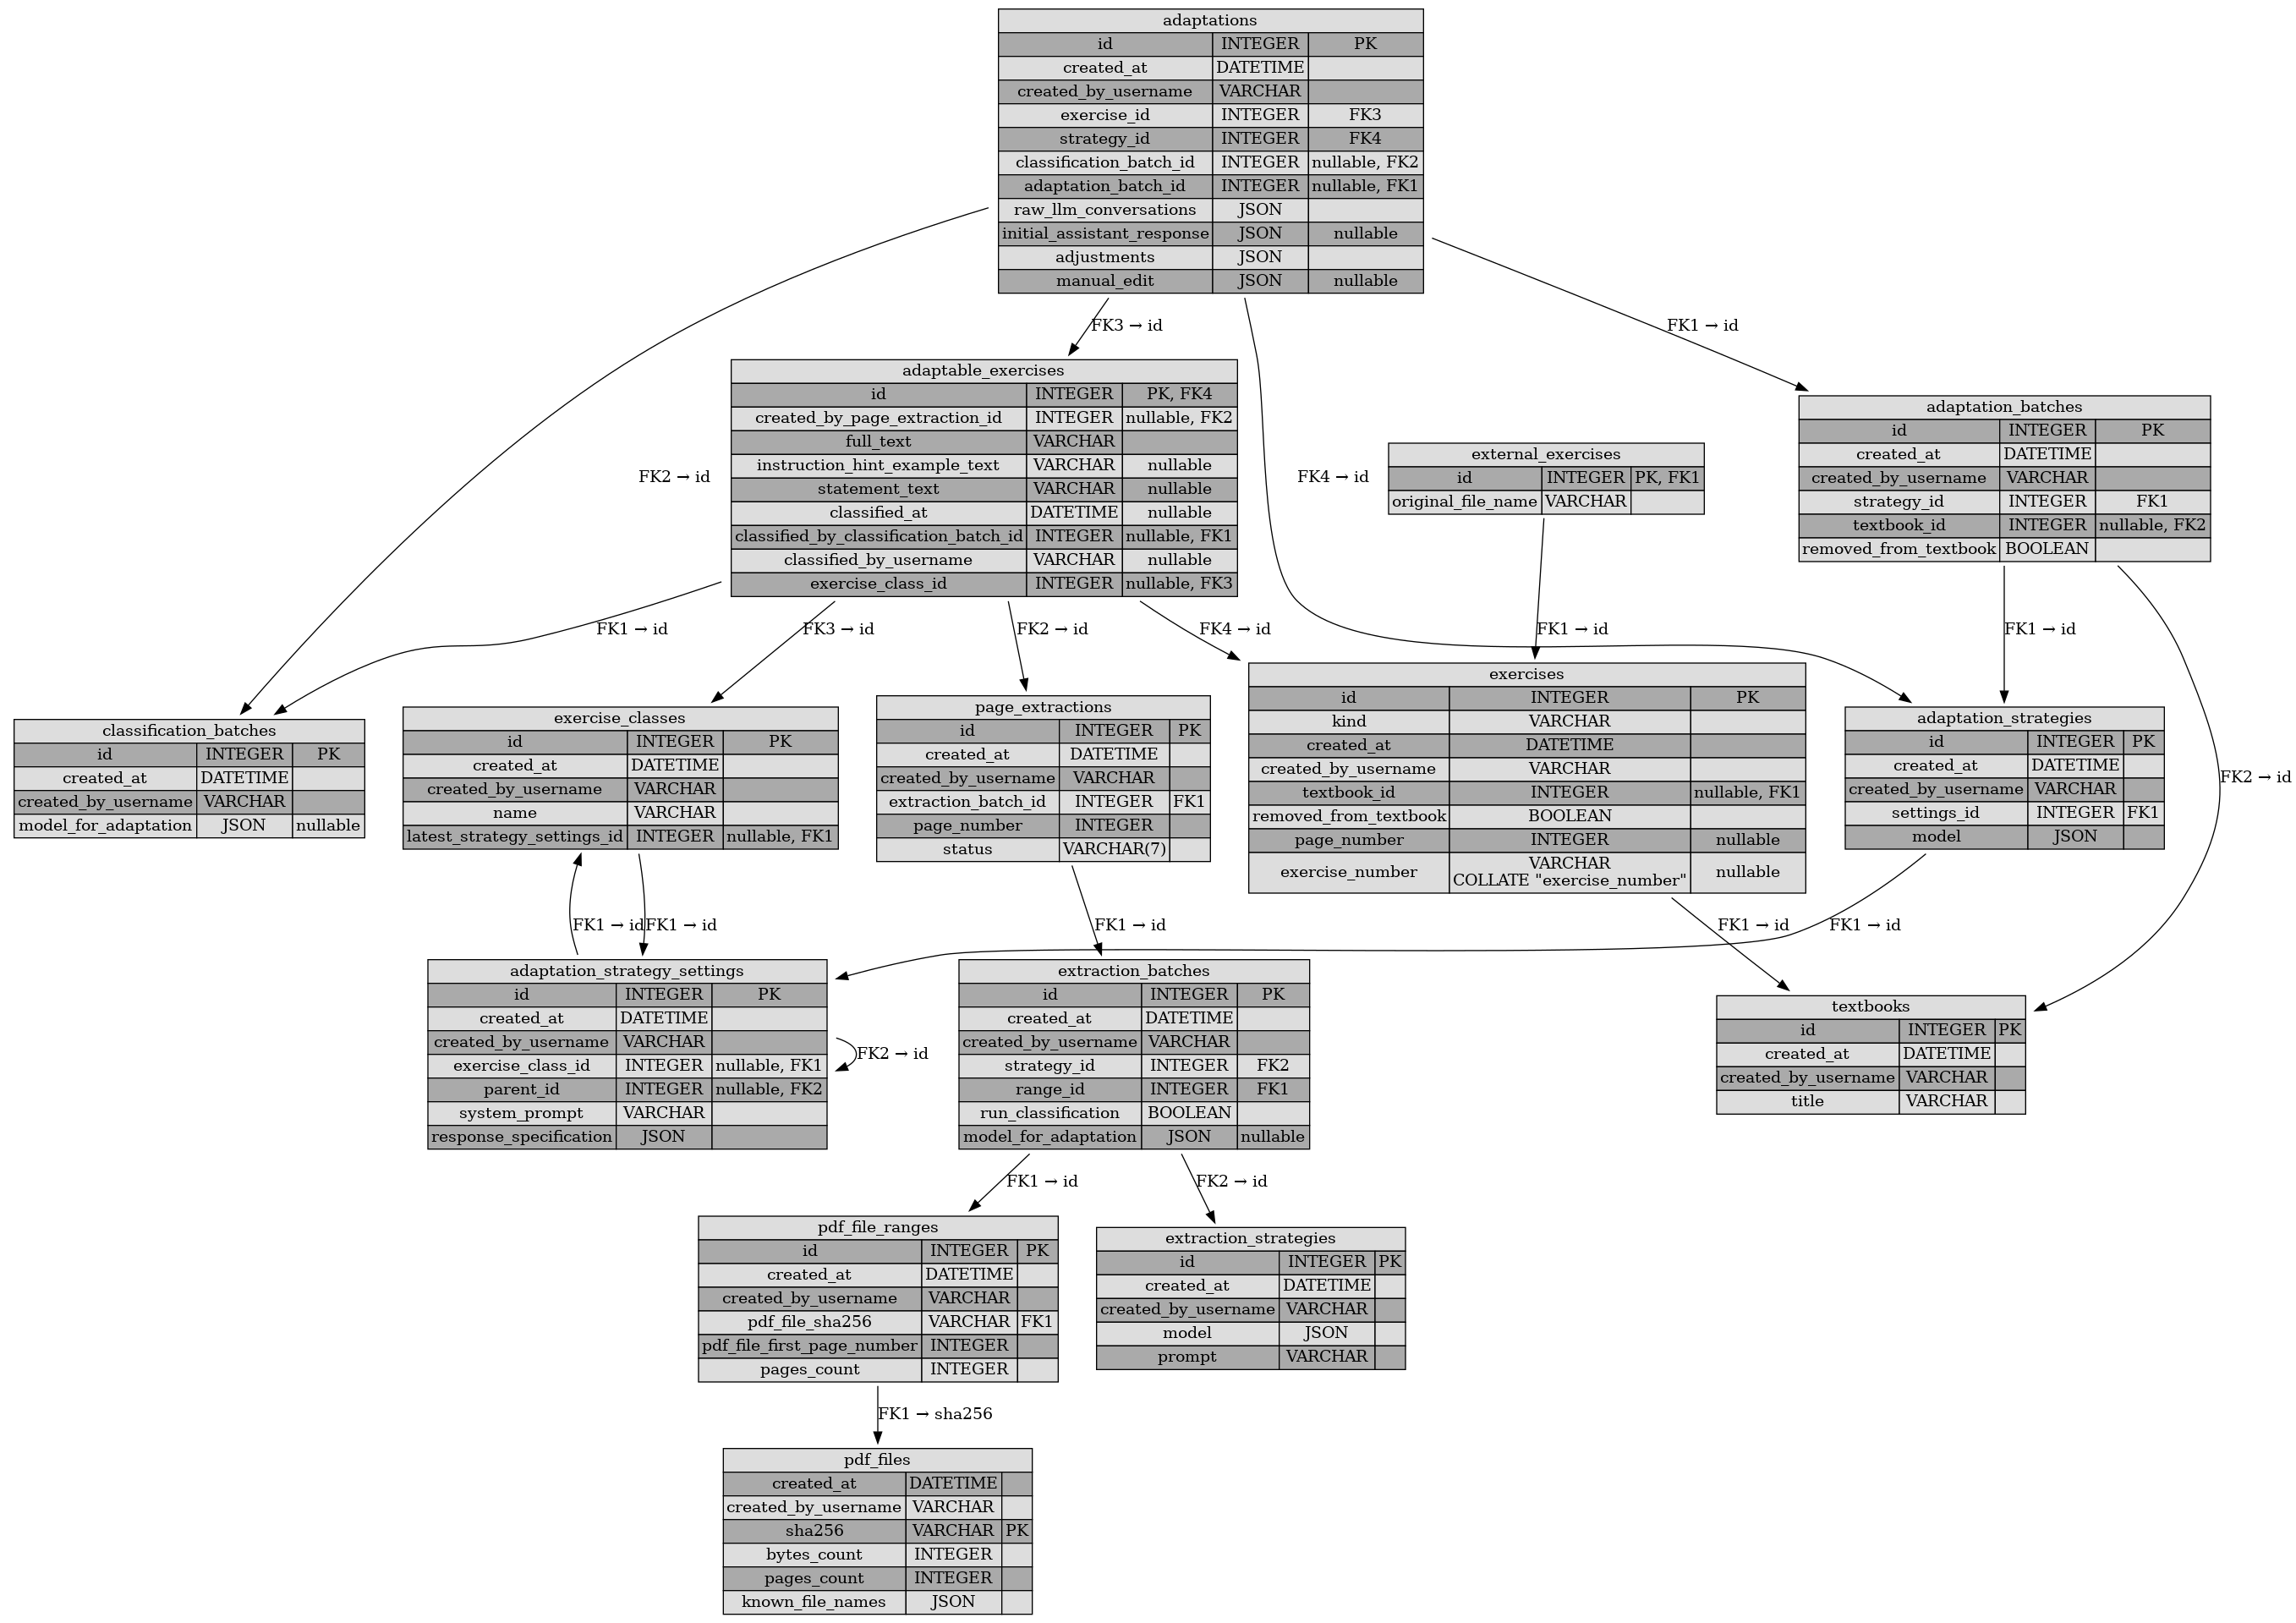 adaptations
id INTEGER PK
created_at DATETIME
created_by_username VARCHAR
exercise_id INTEGER FK3
strategy_id INTEGER FK4
classification_batch_id INTEGER nullable, FK2
adaptation_batch_id INTEGER nullable, FK1
raw_llm_conversations JSON
initial_assistant_response JSON nullable
adjustments JSON
manual_edit JSON nullable
FK3 → id
FK1 → id
adaptable_exercises
id INTEGER PK, FK4
created_by_page_extraction_id INTEGER nullable, FK2
full_text VARCHAR
instruction_hint_example_text VARCHAR nullable
statement_text VARCHAR nullable
classified_at DATETIME nullable
classified_by_classification_batch_id INTEGER nullable, FK1
classified_by_username VARCHAR nullable
exercise_class_id INTEGER nullable, FK3
FK2 → id
FK4 → id
external_exercises
id INTEGER PK, FK1
original_file_name VARCHAR
adaptation_batches
id INTEGER PK
created_at DATETIME
created_by_username VARCHAR
strategy_id INTEGER FK1
textbook_id INTEGER nullable, FK2
removed_from_textbook BOOLEAN
FK1 → id
FK3 → id
FK2 → id
FK4 → id
FK1 → id
FK1 → id
FK2 → id
classification_batches
id INTEGER PK
created_at DATETIME
created_by_username VARCHAR
model_for_adaptation JSON nullable
exercise_classes
id INTEGER PK
created_at DATETIME
created_by_username VARCHAR
name VARCHAR
latest_strategy_settings_id INTEGER nullable, FK1
page_extractions
id INTEGER PK
created_at DATETIME
created_by_username VARCHAR
extraction_batch_id INTEGER FK1
page_number INTEGER
status VARCHAR(7)
exercises
id INTEGER PK
kind VARCHAR
created_at DATETIME
created_by_username VARCHAR
textbook_id INTEGER nullable, FK1
removed_from_textbook BOOLEAN
page_number INTEGER nullable
exercise_number VARCHAR COLLATE "exercise_number" nullable
adaptation_strategies
id INTEGER PK
created_at DATETIME
created_by_username VARCHAR
settings_id INTEGER FK1
model JSON
FK1 → id
FK1 → id
FK1 → id
FK1 → id
FK1 → id
adaptation_strategy_settings
id INTEGER PK
created_at DATETIME
created_by_username VARCHAR
exercise_class_id INTEGER nullable, FK1
parent_id INTEGER nullable, FK2
system_prompt VARCHAR
response_specification JSON
FK2 → id
extraction_batches
id INTEGER PK
created_at DATETIME
created_by_username VARCHAR
strategy_id INTEGER FK2
range_id INTEGER FK1
run_classification BOOLEAN
model_for_adaptation JSON nullable
textbooks
id INTEGER PK
created_at DATETIME
created_by_username VARCHAR
title VARCHAR
FK1 → id
FK2 → id
pdf_file_ranges
id INTEGER PK
created_at DATETIME
created_by_username VARCHAR
pdf_file_sha256 VARCHAR FK1
pdf_file_first_page_number INTEGER
pages_count INTEGER
extraction_strategies
id INTEGER PK
created_at DATETIME
created_by_username VARCHAR
model JSON
prompt VARCHAR
FK1 → sha256
pdf_files
created_at DATETIME
created_by_username VARCHAR
sha256 VARCHAR PK
bytes_count INTEGER
pages_count INTEGER
known_file_names JSON